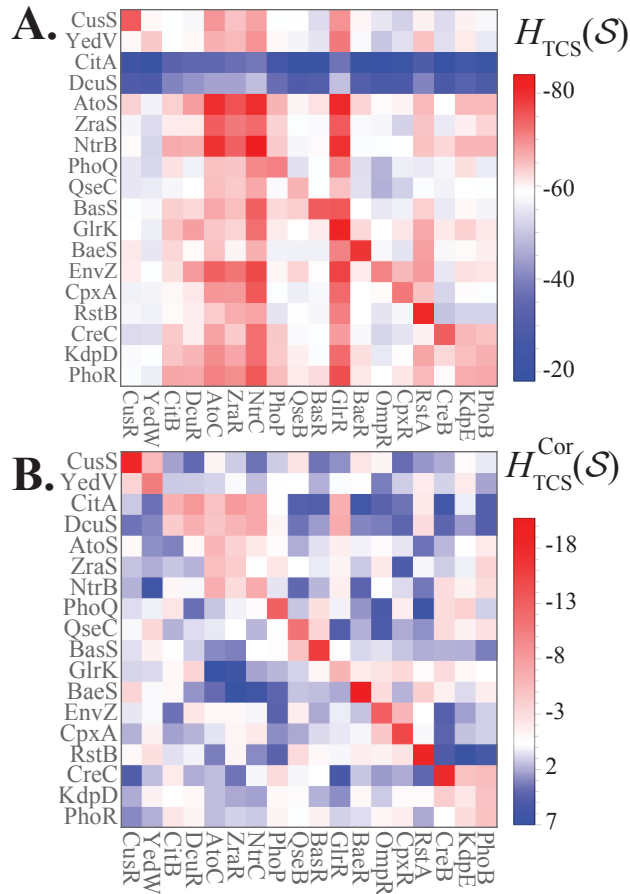 A.
CusS
YedV
CitA
DcuS
AtoS
ZraS
NtrB
PhoQ
QseC
BasS
GlrK
BaeS
EnvZ
CpxA
RstB
CreC
KdpD
PhoR
CusR
YedW
CitB
DcuR
AtoC
ZraR
NtrC
PhoP
QseB
BasR
GlrR
BaeR
OmpR
CpxR
RstA
CreB
KdpE
PhoB
H_TCS(S)
-80
-60
-40
-20
B.
CusS
YedV
CitA
DcuS
AtoS
ZraS
NtrB
PhoQ
QseC
BasS
GlrK
BaeS
EnvZ
CpxA
RstB
CreC
KdpD
PhoR
CusR
YedW
CitB
DcuR
AtoC
ZraR
NtrC
PhoP
QseB
BasR
GlrR
BaeR
OmpR
CpxR
RstA
CreB
KdpE
PhoB
H_TCS^Cor(S)
-18
-13
-8
-3
2
7